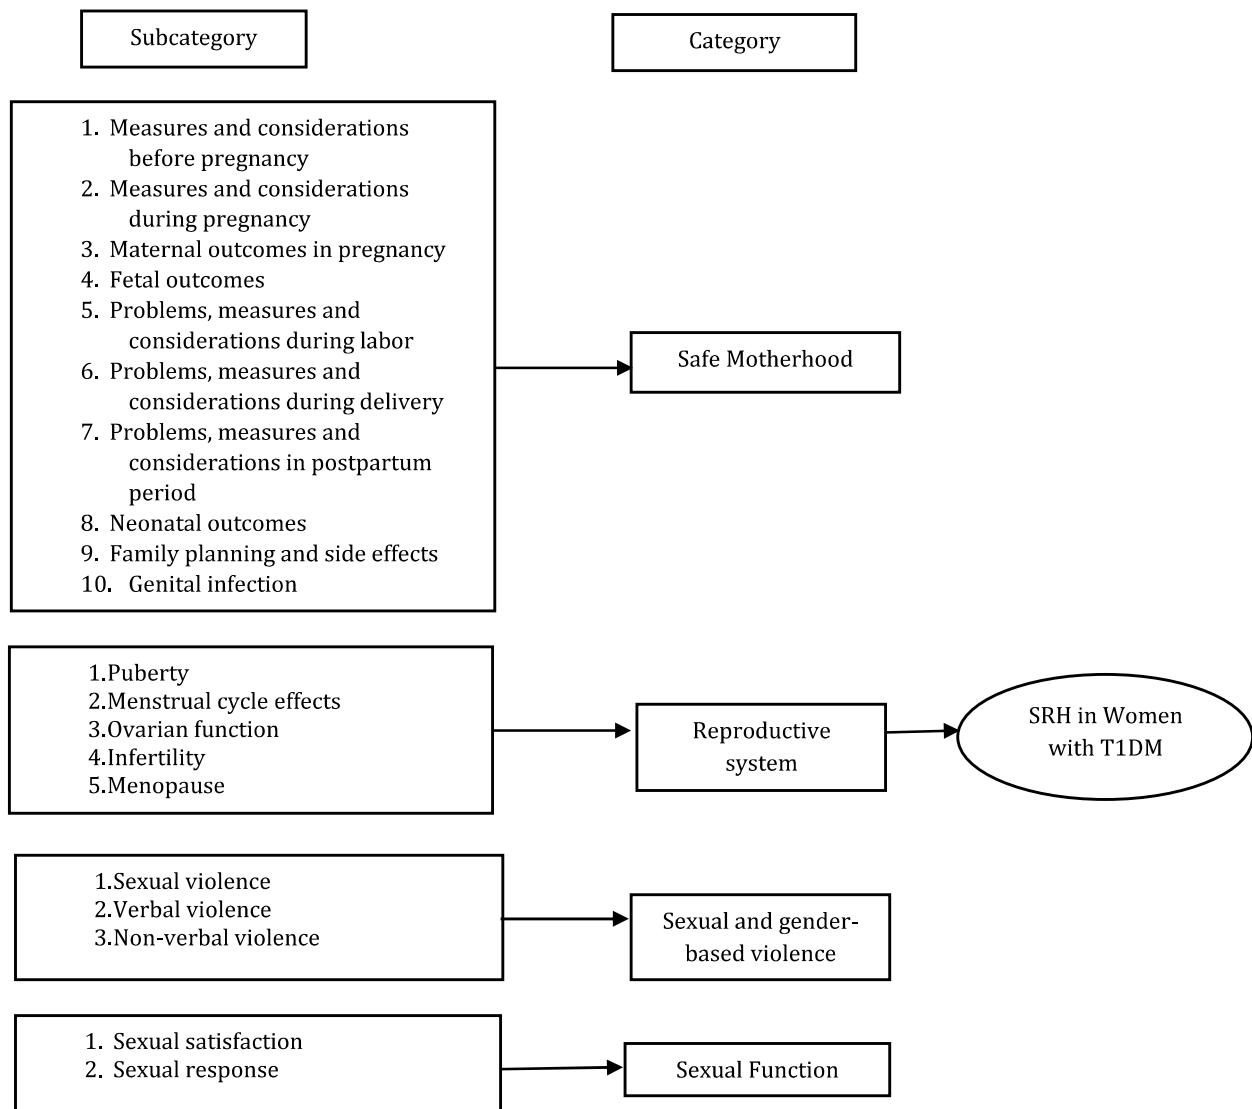 Subcategory
Category
1. Measures and considerations
before pregnancy
2. Measures and considerations
during pregnancy
3. Maternal outcomes in pregnancy
4. Fetal outcomes
5. Problems, measures and
considerations during labor
6. Problems, measures and
considerations during delivery
7. Problems, measures and
considerations in postpartum
period
8. Neonatal outcomes
9. Family planning and side effects
10. Genital infection
Safe Motherhood
1.Puberty
2.Menstrual cycle effects
3.Ovarian function
4.Infertility
5.Menopause
Reproductive
system
SRH in Women
with T1DM
1.Sexual violence
2.Verbal violence
3.Non-verbal violence
Sexual and gender-
based violence
1. Sexual satisfaction
2. Sexual response
Sexual Function